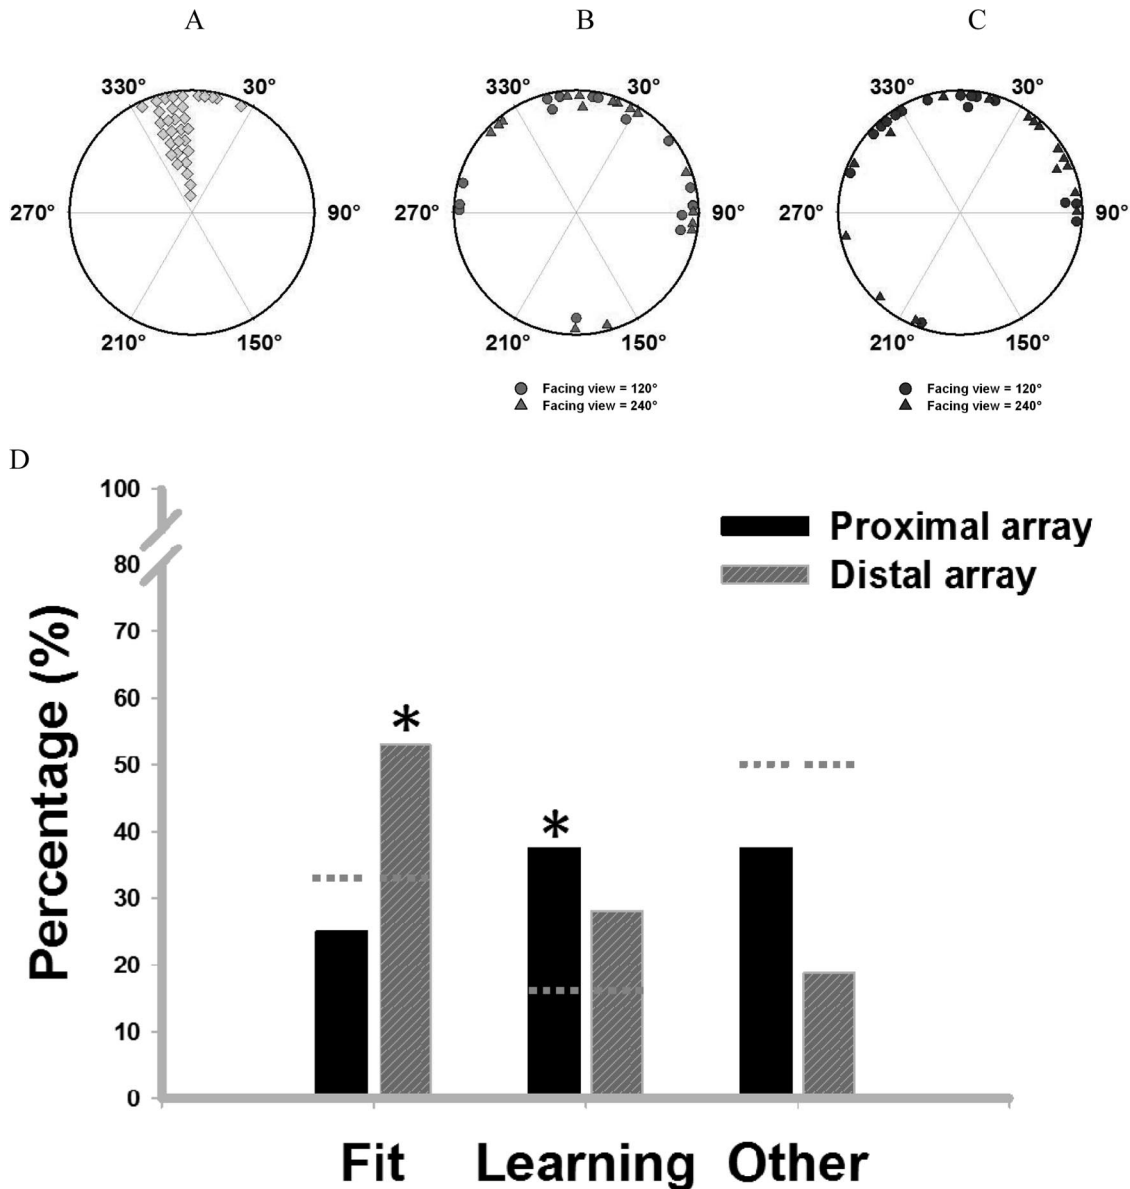 A B C
330° 30° 330° 30° 330° 30°
270° 90° 270° 90° 270° 90°
210° 150° 210° 150° 210° 150°
Facing view = 120° Facing view = 120°
Facing view = 240° Facing view = 240°
D
100
80
70
60
50
40
30
20
10
0
Percentage (%)
Proximal array
Distal array
*
*
Fit Learning Other